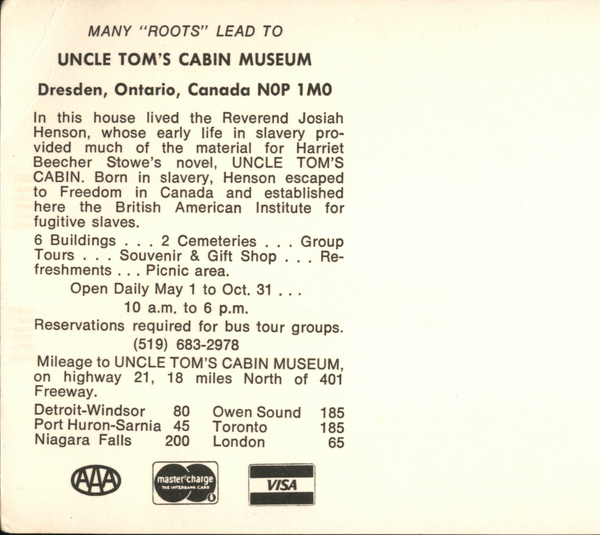 MANY "ROOTS" LEAD TO
UNCLE TOM'S CABIN MUSEUM
Dresden, Ontario, Canada N0P 1M0
In this house lived the Reverend Josiah
Henson, whose early life in slavery pro-
vided much of the material for Harriet
Beecher Stowe's novel, UNCLE TOM'S
CABIN. Born in slavery, Henson escaped
to Freedom in Canada and established
here the British American Institute for
fugitive slaves.
6 Buildings . . . 2 Cemeteries . . . Group
Tours . . . Souvenir & Gift Shop . . . Re-
freshments . . . Picnic area.
Open Daily May 1 to Oct. 31 . . .
10 a.m. to 6 p.m.
Reservations required for bus tour groups.
(519) 683-2978
Mileage to UNCLE TOM'S CABIN MUSEUM,
on highway 21, 18 miles North of 401
Freeway.
Detroit-Windsor 80 Owen Sound 185
Port Huron-Sarnia 45 Toronto 185
Niagara Falls 200 London 65
AAA master charge VISA
THE INTERBANK CARD